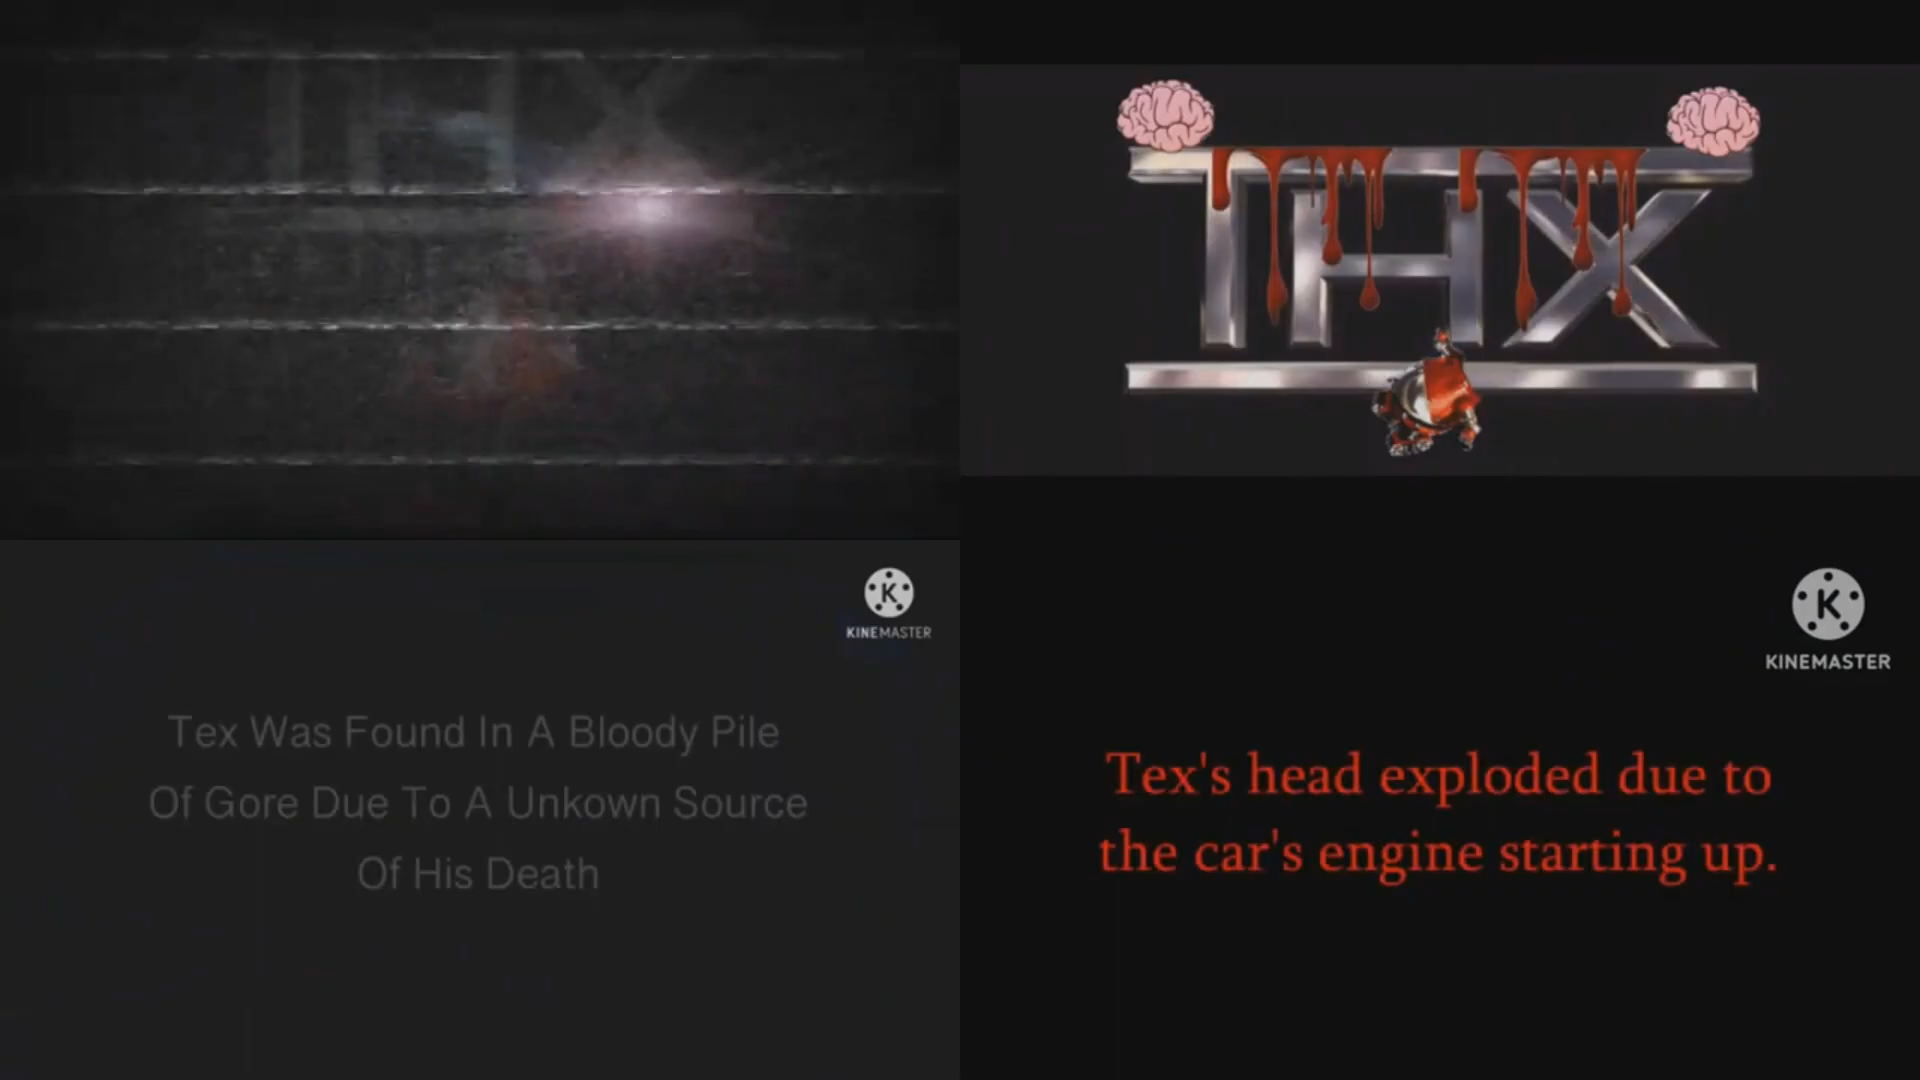 THX
THX
KINEMASTER
Tex Was Found In A Bloody Pile
Of Gore Due To A Unkown Source
Of His Death
KINEMASTER
Tex's head exploded due to
the car's engine starting up.